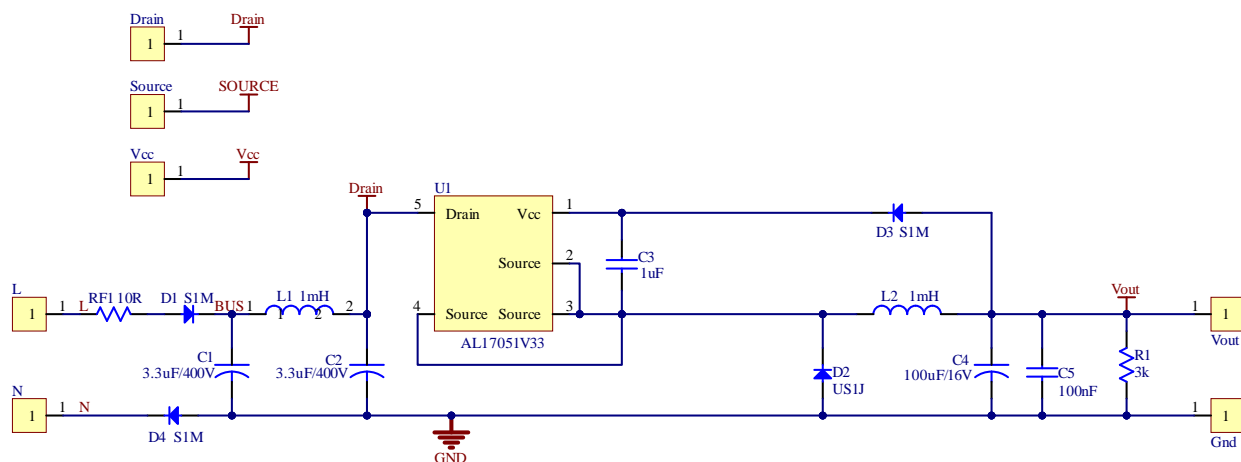 Drain
1 1 Drain
Source
1 1 SOURCE
Vcc
1 1 Vcc
Drain
U1
5 Drain Vcc 1
Source 2
4 Source Source 3
AL17051V33
C3
1uF
D3 S1M
L
1 1 L RF1 10R D1 S1M BUS 1 L1 1mH 2
1 2
C1
3.3uF/400V
C2
3.3uF/400V
L2 1mH
Vout
1 1
Vout
D2
US1J
C4
100uF/16V
C5
100nF
R1
3k
N
1 1 N
D4 S1M
GND
1 1
Gnd